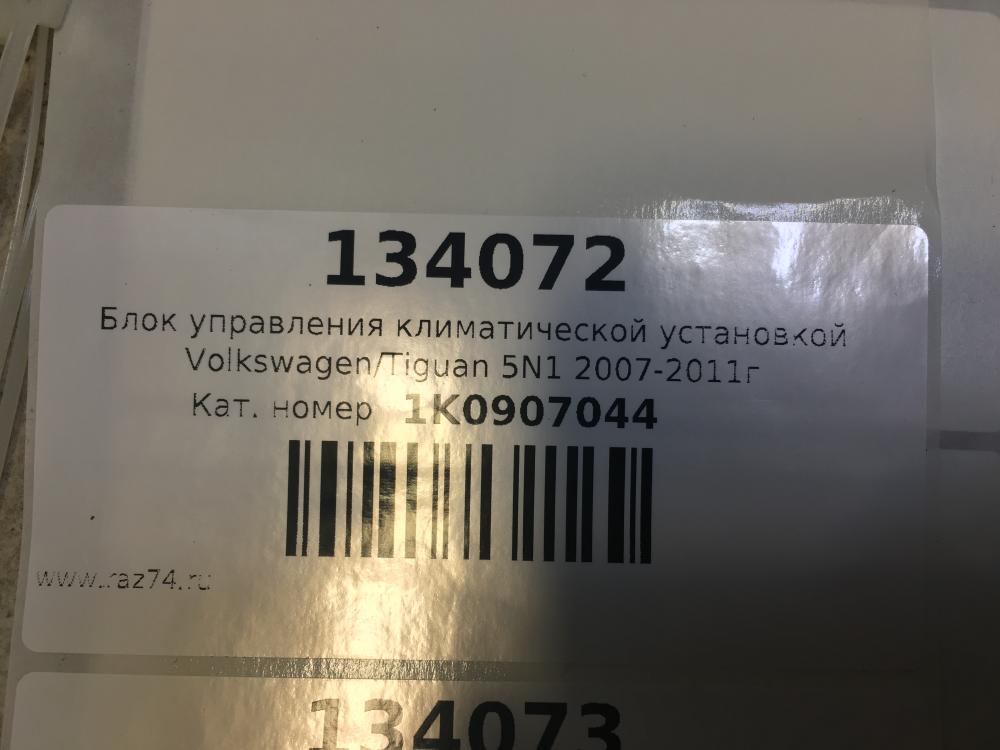 134072
Блок управления климатической установкой
Volkswagen/Tiguan 5N1 2007-2011г
Кат. номер 1K0907044
www.raz74.ru
134073